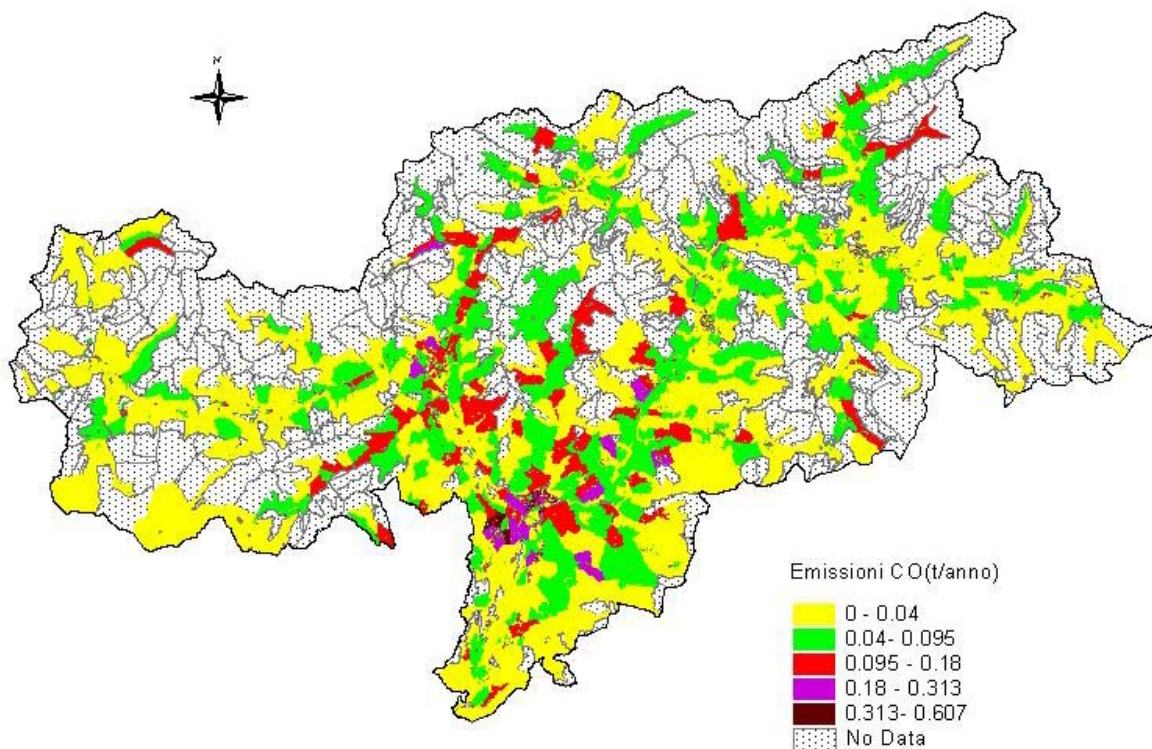 N
Emissioni CO(t/anno)
0 - 0.04
0.04- 0.095
0.095 - 0.18
0.18 - 0.313
0.313- 0.607
No Data